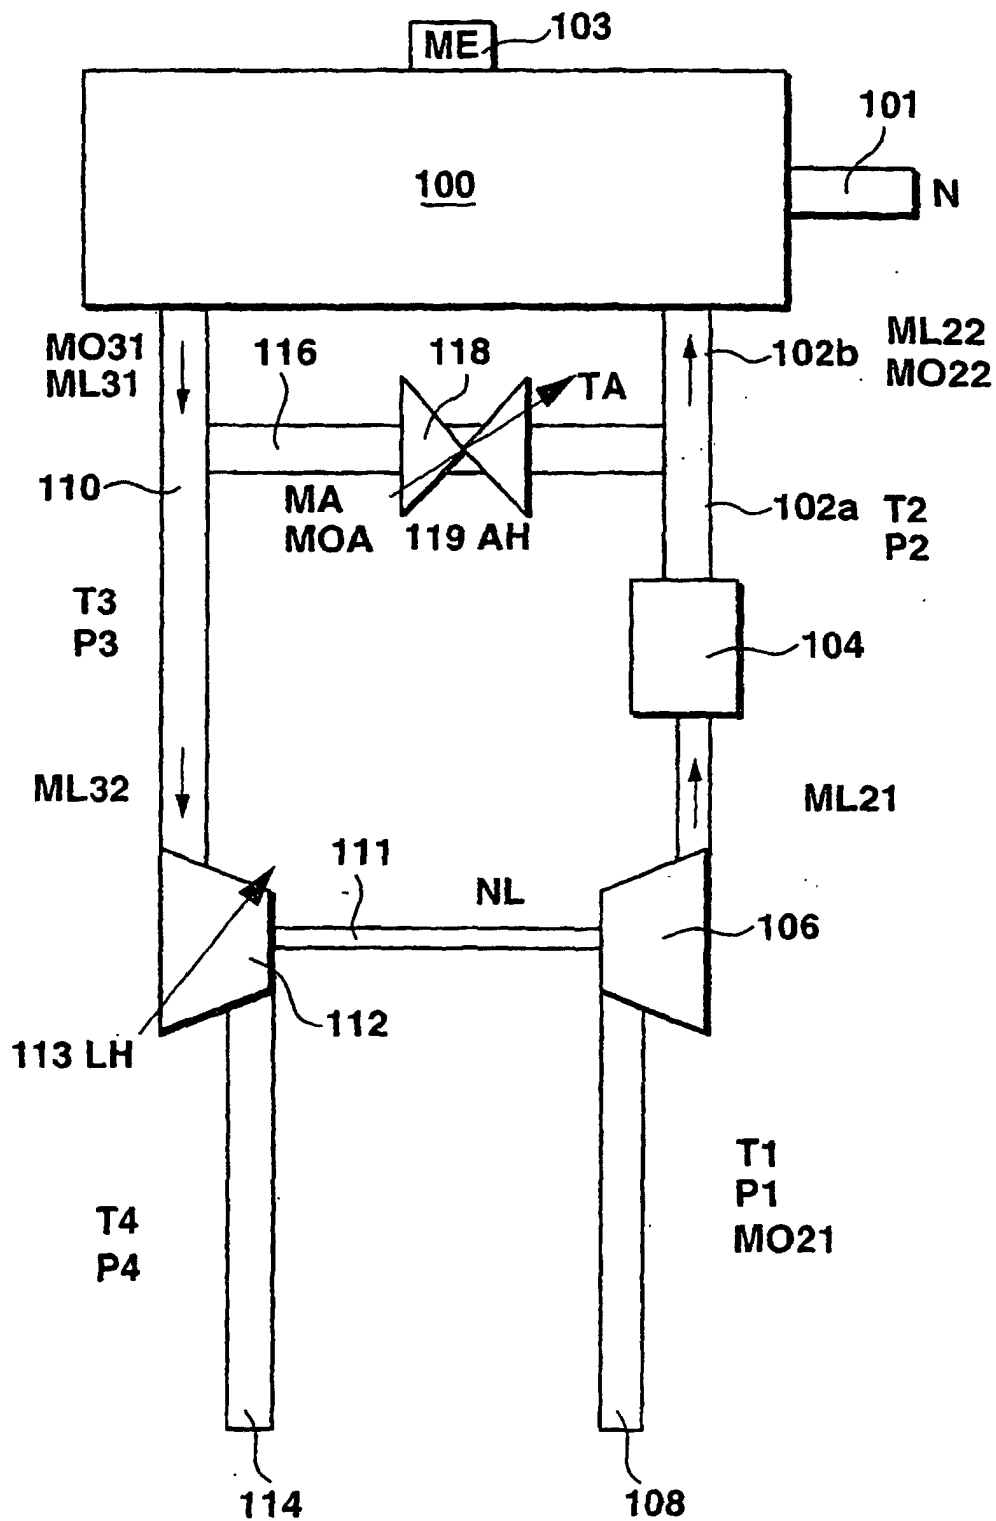 ME
103
101
100
N
MO31
ML31
116
118
TA
102b
ML22
MO22
110
MA
MOA
119 AH
102a
T2
P2
T3
P3
104
ML32
ML21
111
NL
106
112
113 LH
T1
P1
MO21
T4
P4
114
108